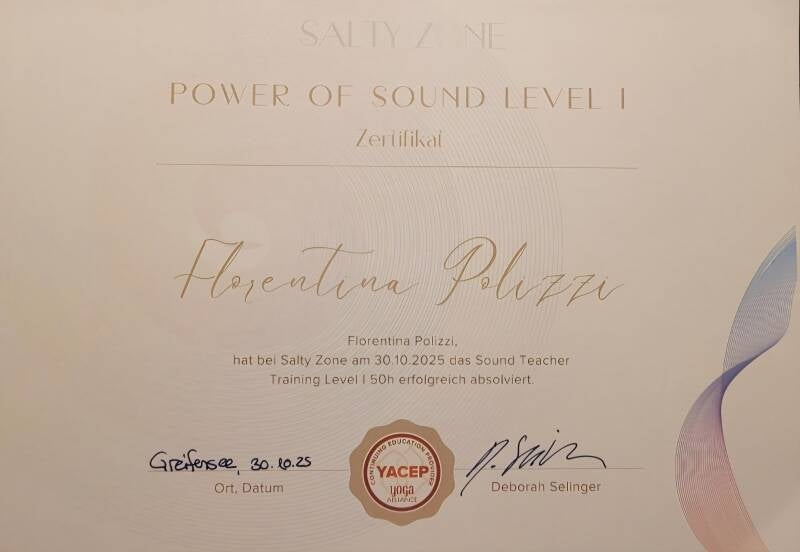 SALTY ZONE
POWER OF SOUND LEVEL I
Zertifikat
Florentina Polizzi
Florentina Polizzi,
hat bei Salty Zone am 30.10.2025 das Sound Teacher
Training Level I 50h erfolgreich absolviert.
Greifensee, 30.10.25
Ort, Datum
CONTINUING EDUCATION PROVIDER
YACEP
yoga
ALLIANCE
Deborah Selinger